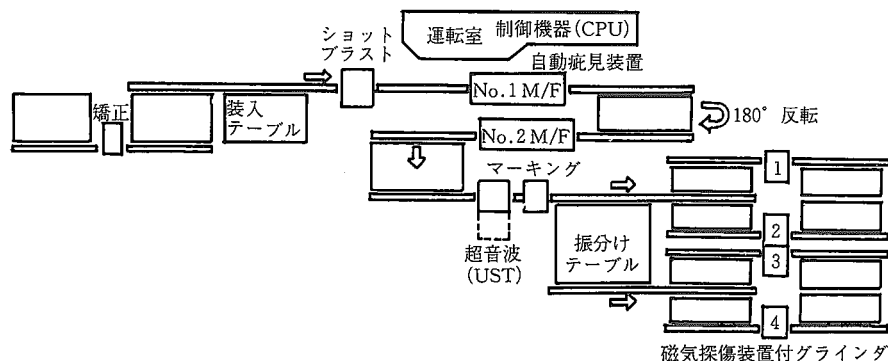 ショット
ブラスト
運転室
制御機器(CPU)
自動疵見装置
矯正
装入
テーブル
No.1 M/F
180° 反転
No.2 M/F
マーキング
超音波
(UST)
振分け
テーブル
1
2
3
4
磁気探傷装置付グラインダ